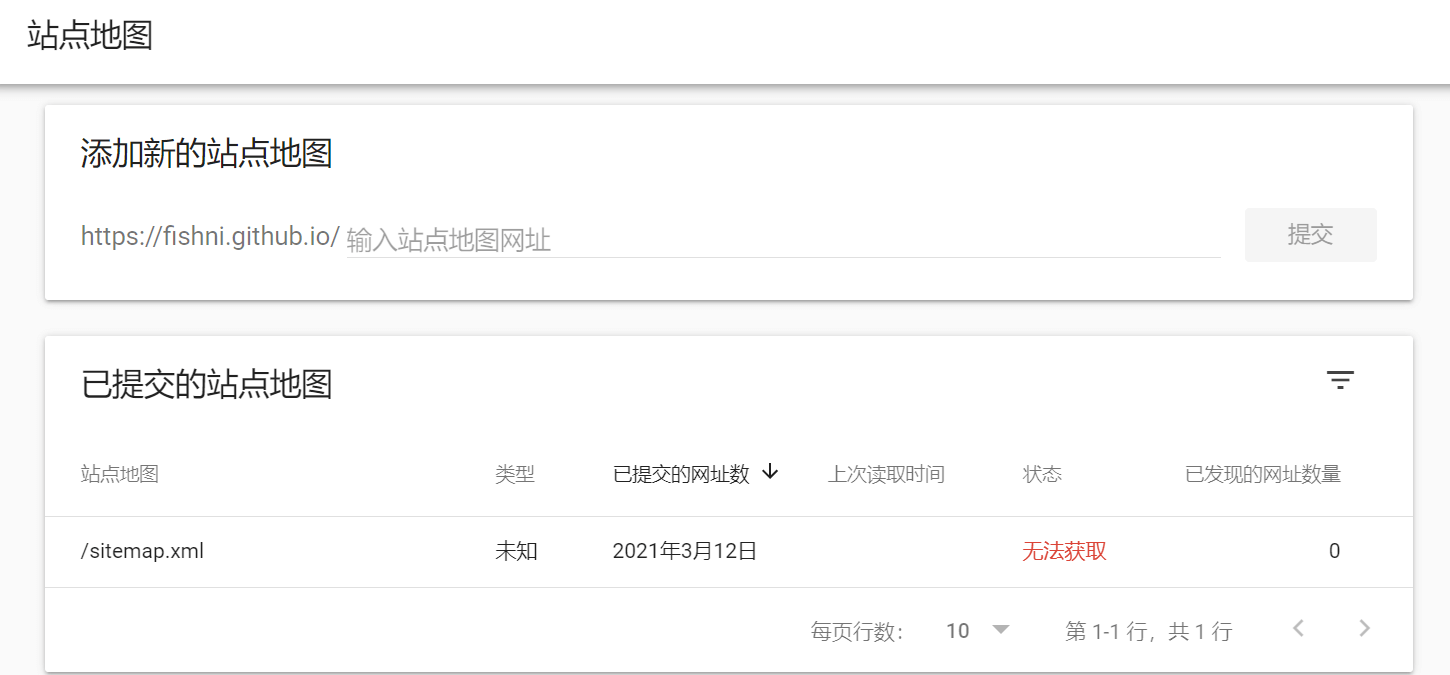 站点地图
添加新的站点地图
https://fishni.github.io/ 输入站点地图网址 提交
已提交的站点地图
站点地图 类型 已提交的网址数 上次读取时间 状态 已发现的网址数量
/sitemap.xml 未知 2021年3月12日 无法获取 0
每页行数： 10 第 1-1 行，共 1 行